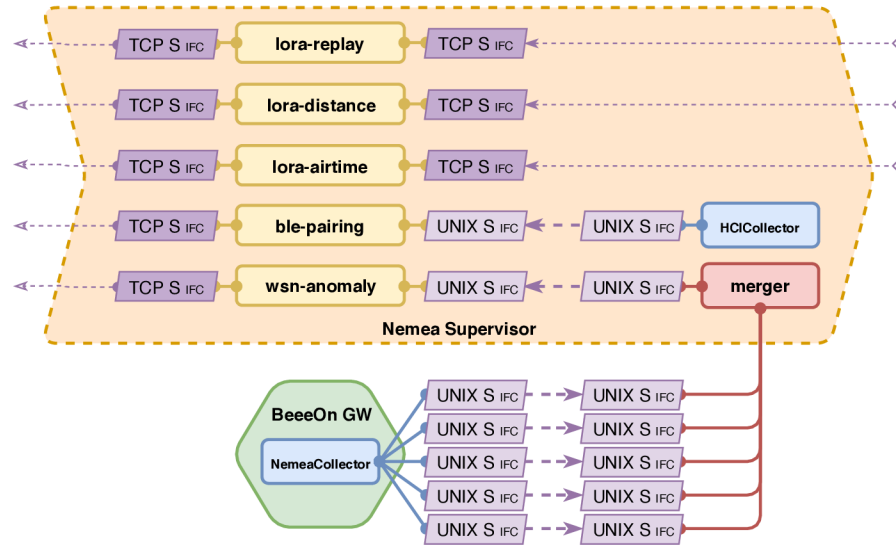 TCP S IFC lora-replay TCP S IFC
TCP S IFC lora-distance TCP S IFC
TCP S IFC lora-airtime TCP S IFC
TCP S IFC ble-pairing UNIX S IFC UNIX S IFC HCICollector
TCP S IFC wsn-anomaly UNIX S IFC UNIX S IFC merger
Nemea Supervisor
UNIX S IFC UNIX S IFC
BeeeOn GW
UNIX S IFC UNIX S IFC
NemeaCollector UNIX S IFC UNIX S IFC
UNIX S IFC UNIX S IFC
UNIX S IFC UNIX S IFC